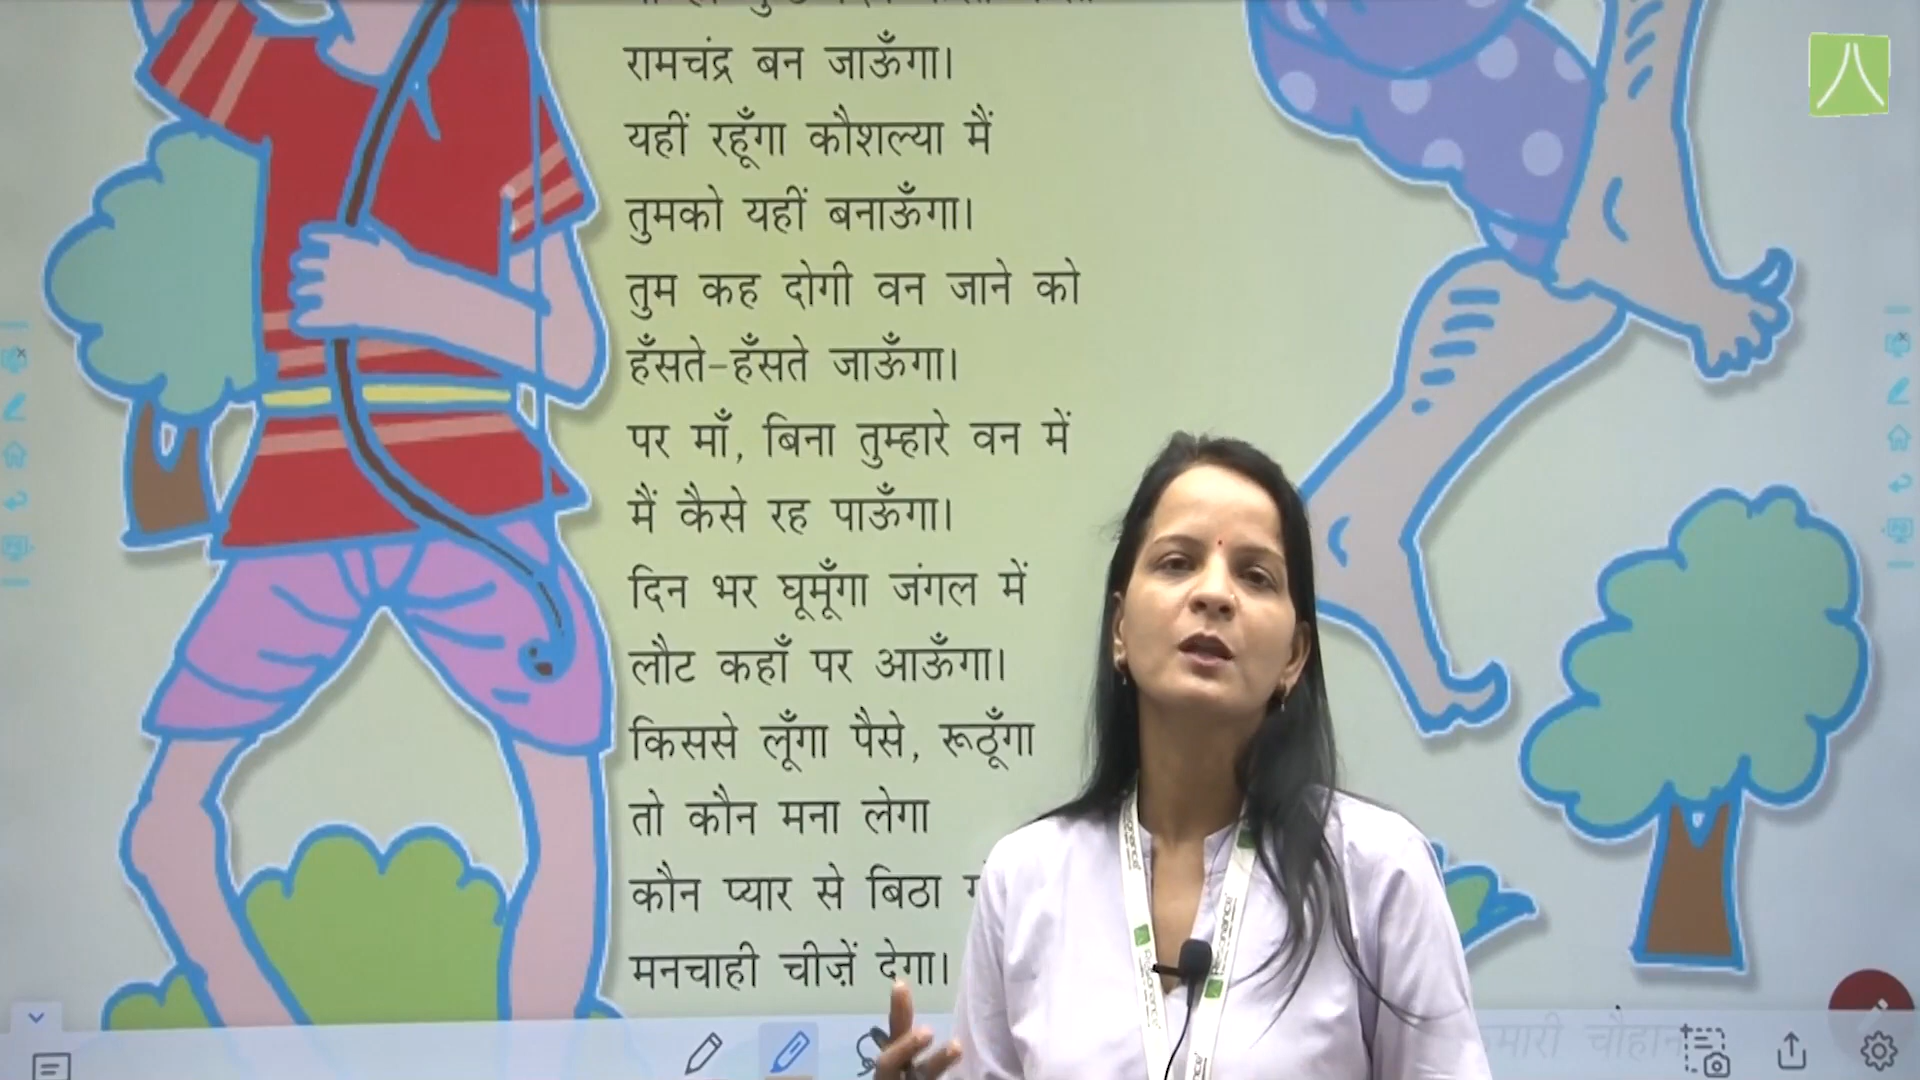 रामचंद्र बन जाऊँगा।
यहीं रहूँगा कौशल्या मैं
तुमको यहीं बनाऊँगा।
तुम कह दोगी वन जाने को
हँसते-हँसते जाऊँगा।
पर माँ, बिना तुम्हारे वन में
मैं कैसे रह पाऊँगा।
दिन भर घूमूँगा जंगल में
लौट कहाँ पर आऊँगा।
किससे लूँगा पैसे, रूठूँगा
तो कौन मना लेगा
कौन प्यार से बिठा
मनचाही चीज़ें देगा।
चौहान